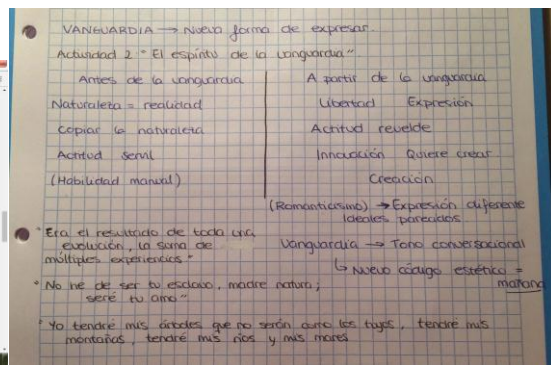 VANGUARDIA → Nueva forma de expresar.
Actividad 2 "El espíritu de la vanguardia"
Antes de la vanguardia
A partir de la vanguardia
Naturaleza = realidad
Libertad Expresión
Copiar la naturaleza
Actitud revelde
Actitud servil
Innovación Quiere crear
(Habilidad manual)
Creación
(Romanticismo) → Expresión diferente
Ideales parecidos
"Era el resultado de toda una
evolución, la suma de
múltiples experiencias"
Vanguardia → Tono conversacional
↳ Nuevo código estético =
mañana
"No he de ser tu esclavo, madre natura;
seré tu amo"
"Yo tendré mis árboles que no serán como los tuyos, tendré mis
montañas, tendré mis ríos y mis mares